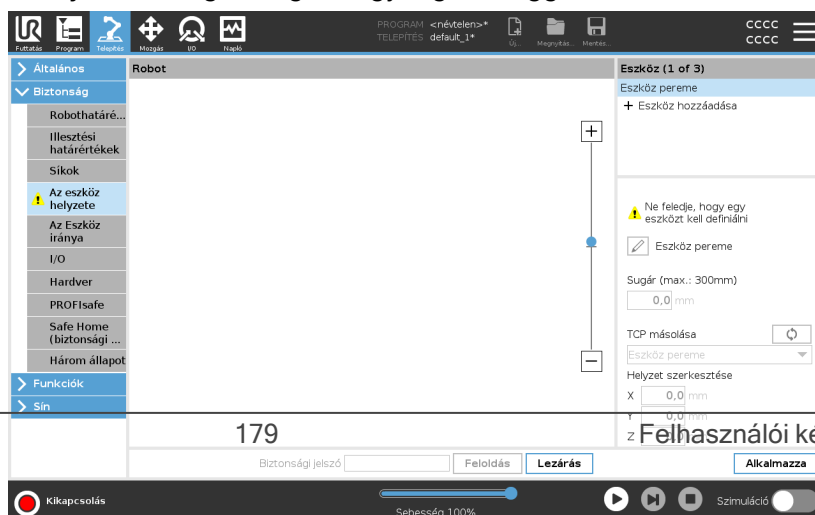 PROGRAM <névtelen>*
TELEPÍTÉS default_1*
UR
Futtatás Program Telepítés Mozgás I/O Napló
Új... Megnyitás... Mentés...
cccc
cccc
Általános
Biztonság
Robothatáré...
Illesztési
határértékek
Síkok
Az eszköz
helyzete
Az Eszköz
iránya
I/O
Hardver
PROFIsafe
Safe Home
(biztonsági ...
Három állapot
Funkciók
Sín
Robot
Eszköz (1 of 3)
Eszköz pereme
+ Eszköz hozzáadása
Ne feledje, hogy egy
eszközt kell definiálni
Eszköz pereme
Sugár (max.: 300mm)
0,0 mm
TCP másolása
Eszköz pereme
Helyzet szerkesztése
X 0,0 mm
Y 0,0 mm
Z
179
Felhasználói ké
Biztonsági jelszó Feloldás Lezárás Alkalmazza
Kikapcsolás
Sebesség 100%
Szimuláció